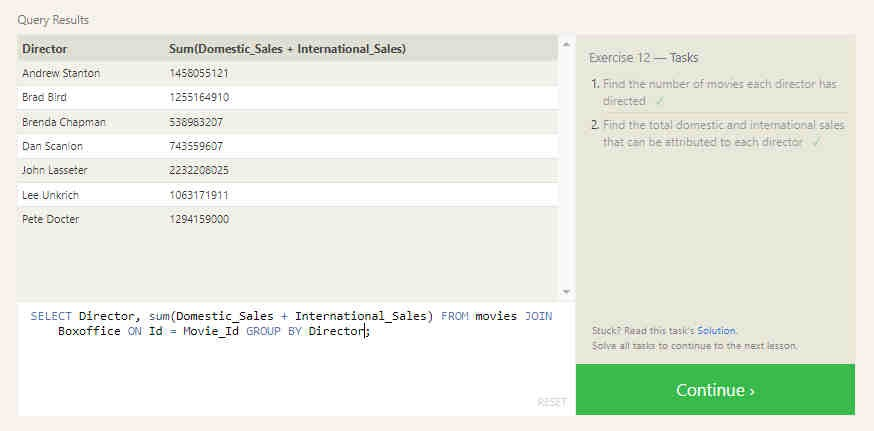 Query Results
Director Sum(Domestic_Sales + International_Sales)
Andrew Stanton 1458055121
Brad Bird 1255164910
Brenda Chapman 538983207
Dan Scanlon 743559607
John Lasseter 2232208025
Lee Unkrich 1063171911
Pete Docter 1294159000
SELECT Director, sum(Domestic_Sales + International_Sales) FROM movies JOIN
Boxoffice ON Id = Movie_Id GROUP BY Director;
RESET
Exercise 12 — Tasks
1. Find the number of movies each director has
directed ✓
2. Find the total domestic and international sales
that can be attributed to each director ✓
Stuck? Read this task's Solution.
Solve all tasks to continue to the next lesson.
Continue ›